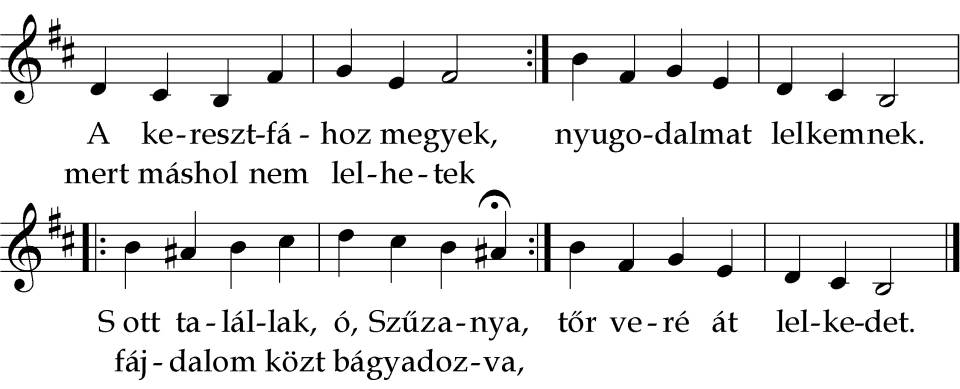 A ke-reszt-fá-hoz megyek, nyugo-dalmat lelkemnek.
mert máshol nem lel-he-tek
S ott ta-lál-lak, ó, Szűza-nya, tőr ve-ré át lel-ke-det.
fáj-dalom közt bágyadoz-va,